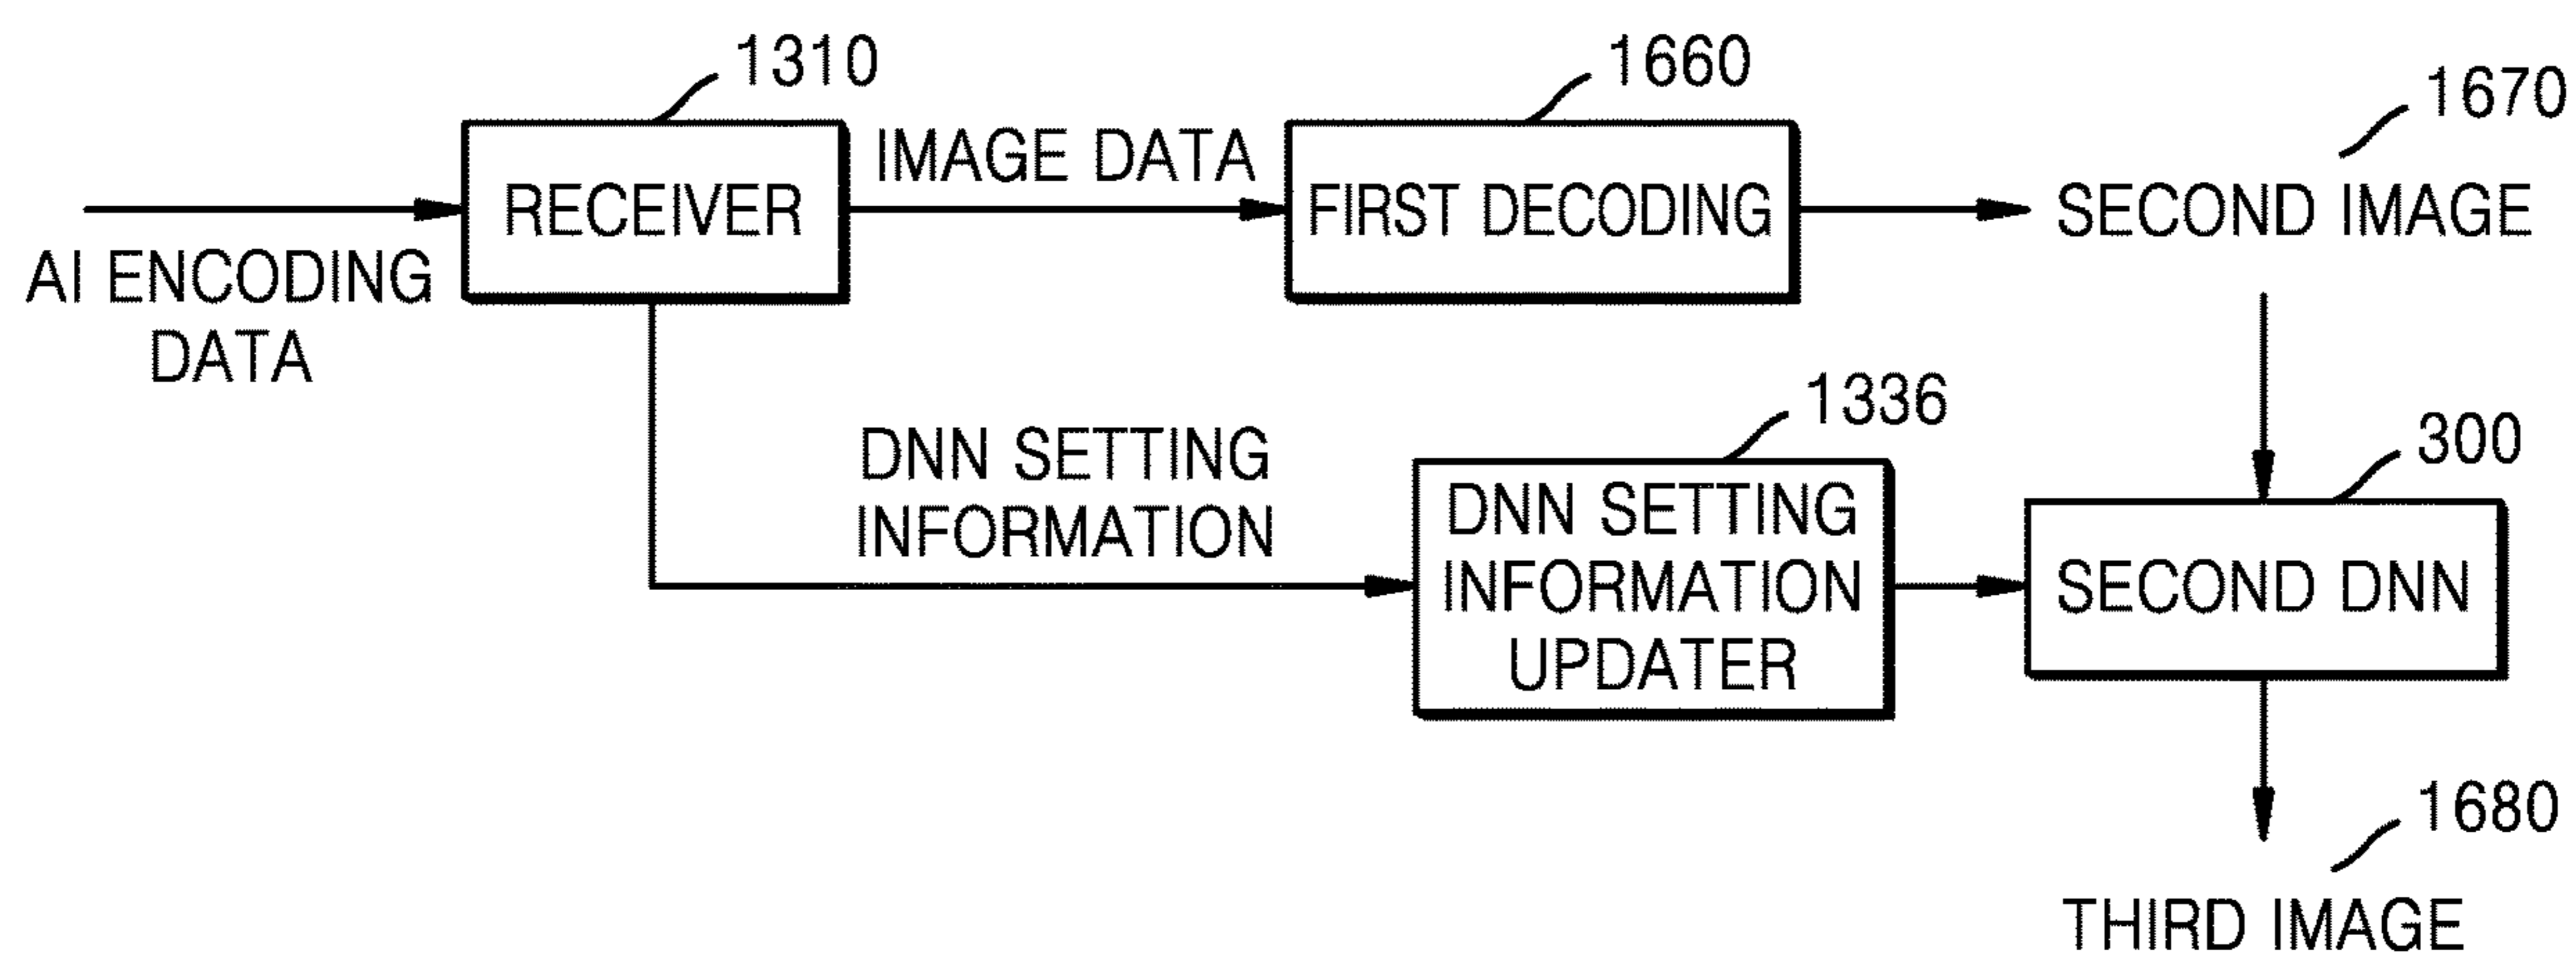 1310
1660
1670
RECEIVER
IMAGE DATA
FIRST DECODING
SECOND IMAGE
AI ENCODING
DATA
1336
300
DNN SETTING
INFORMATION
DNN SETTING
INFORMATION
UPDATER
SECOND DNN
1680
THIRD IMAGE